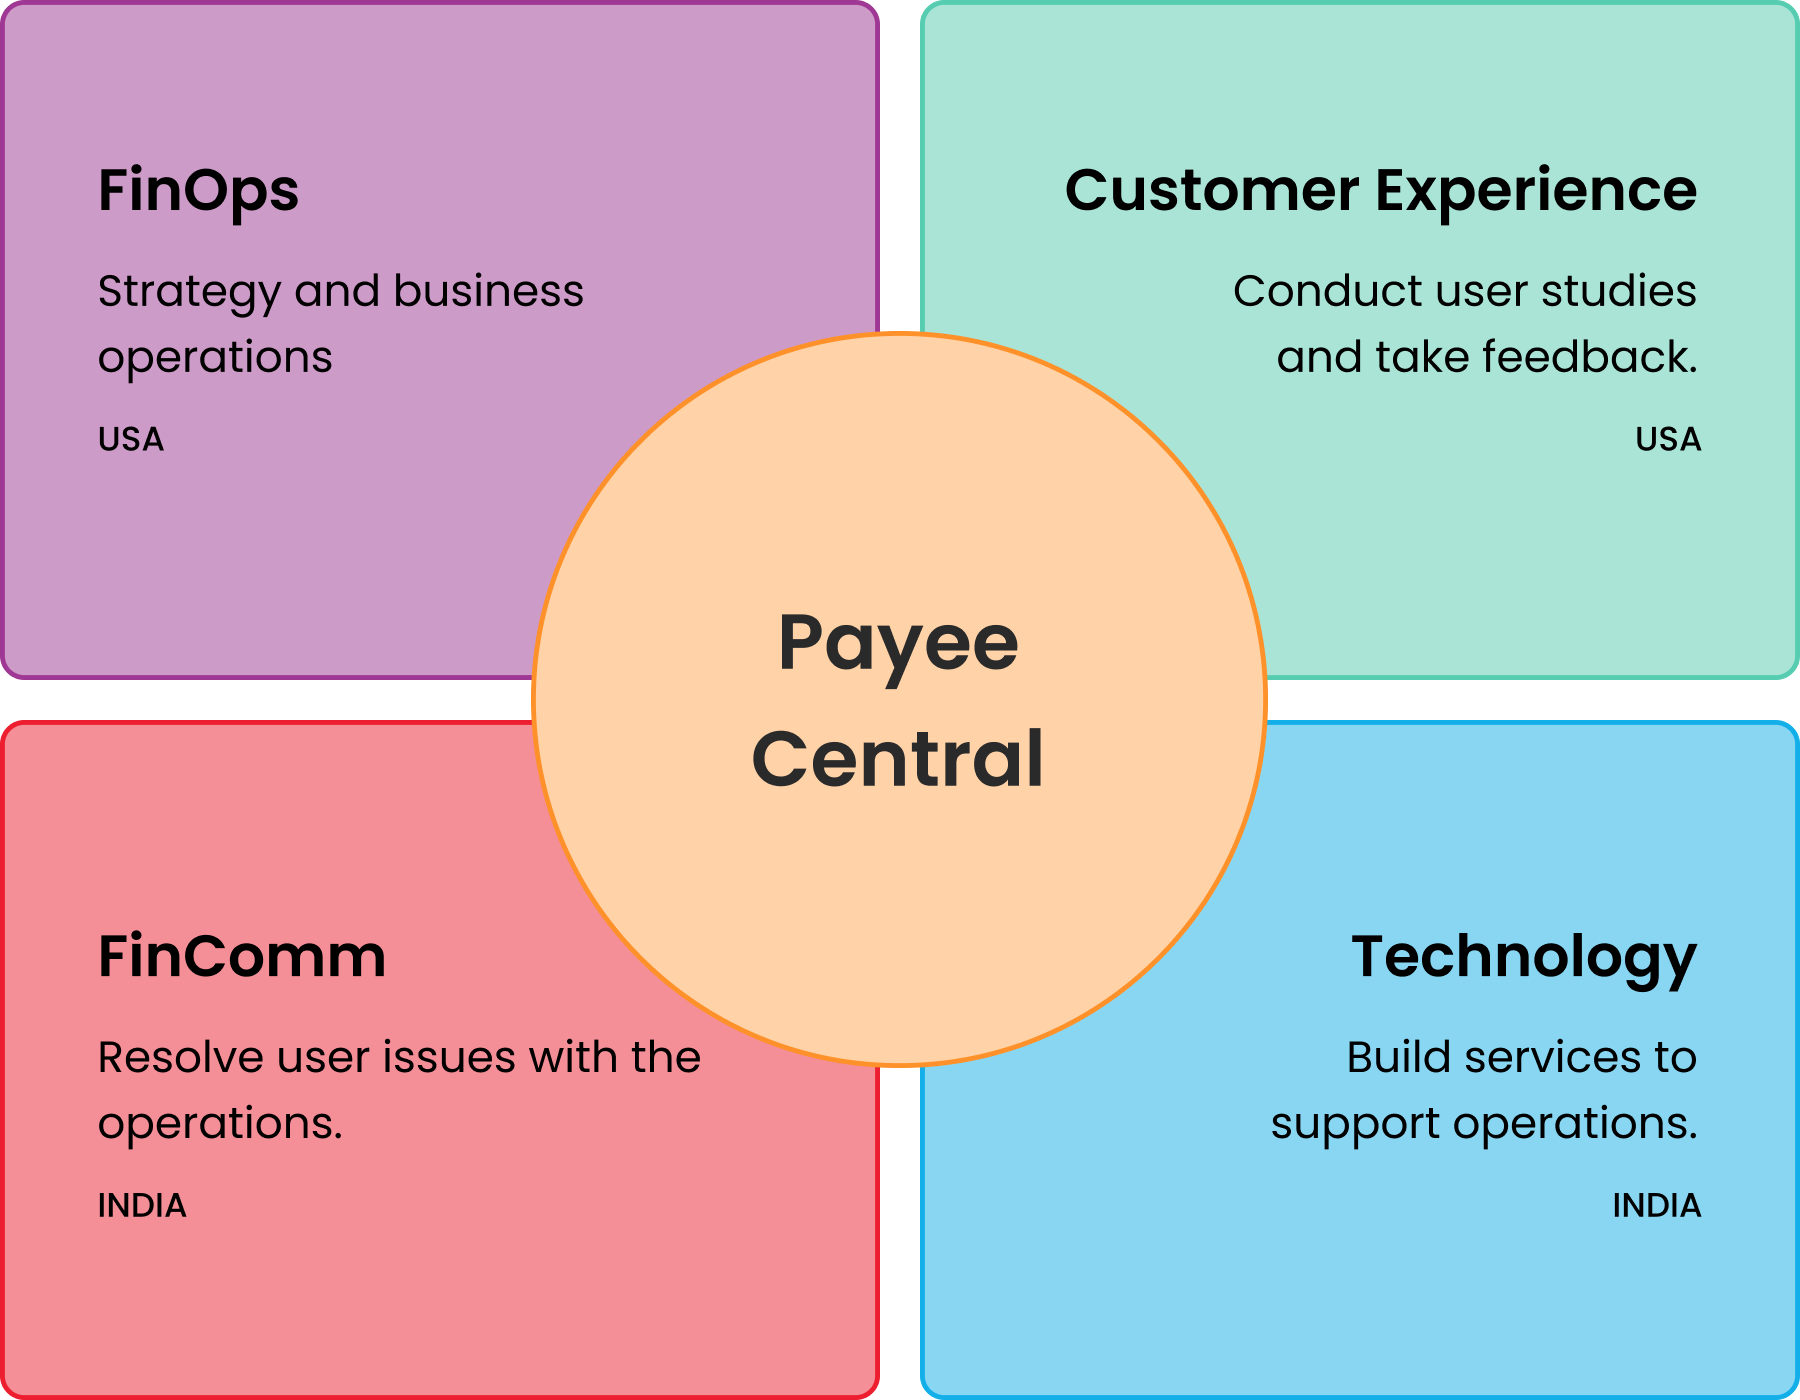 FinOps
Strategy and business
operations
USA
Customer Experience
Conduct user studies
and take feedback.
USA
Payee
Central
FinComm
Resolve user issues with the
operations.
INDIA
Technology
Build services to
support operations.
INDIA